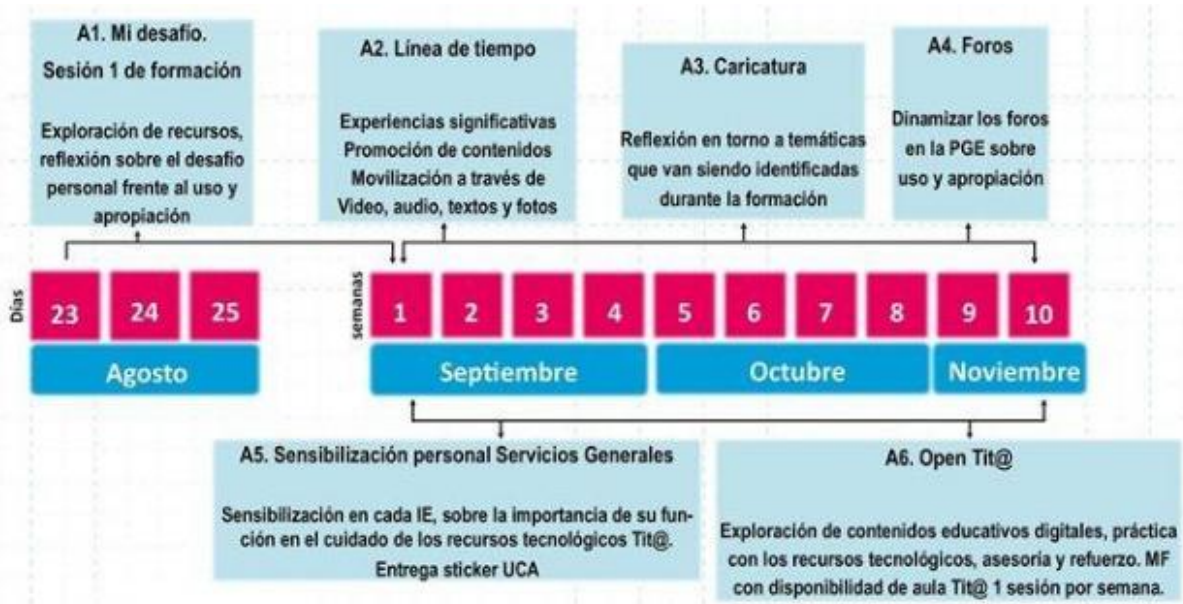 A1. Mi desafío.
Sesión 1 de formación
Exploración de recursos,
reflexión sobre el desafío
personal frente al uso y
apropiación
A2. Línea de tiempo
Experiencias significativas
Promoción de contenidos
Movilización a través de
Video, audio, textos y fotos
A3. Caricatura
Reflexión en torno a temáticas
que van siendo identificadas
durante la formación
A4. Foros
Dinamizar los foros
en la PGE sobre
uso y apropiación
Días
23 24 25
Agosto
semanas
1 2 3 4 5 6 7 8 9 10
Septiembre Octubre Noviembre
A5. Sensibilización personal Servicios Generales
Sensibilización en cada IE, sobre la importancia de su fun-
ción en el cuidado de los recursos tecnológicos Tit@.
Entrega sticker UCA
A6. Open Tit@
Exploración de contenidos educativos digitales, práctica
con los recursos tecnológicos, asesoría y refuerzo. MF
con disponibilidad de aula Tit@ 1 sesión por semana.